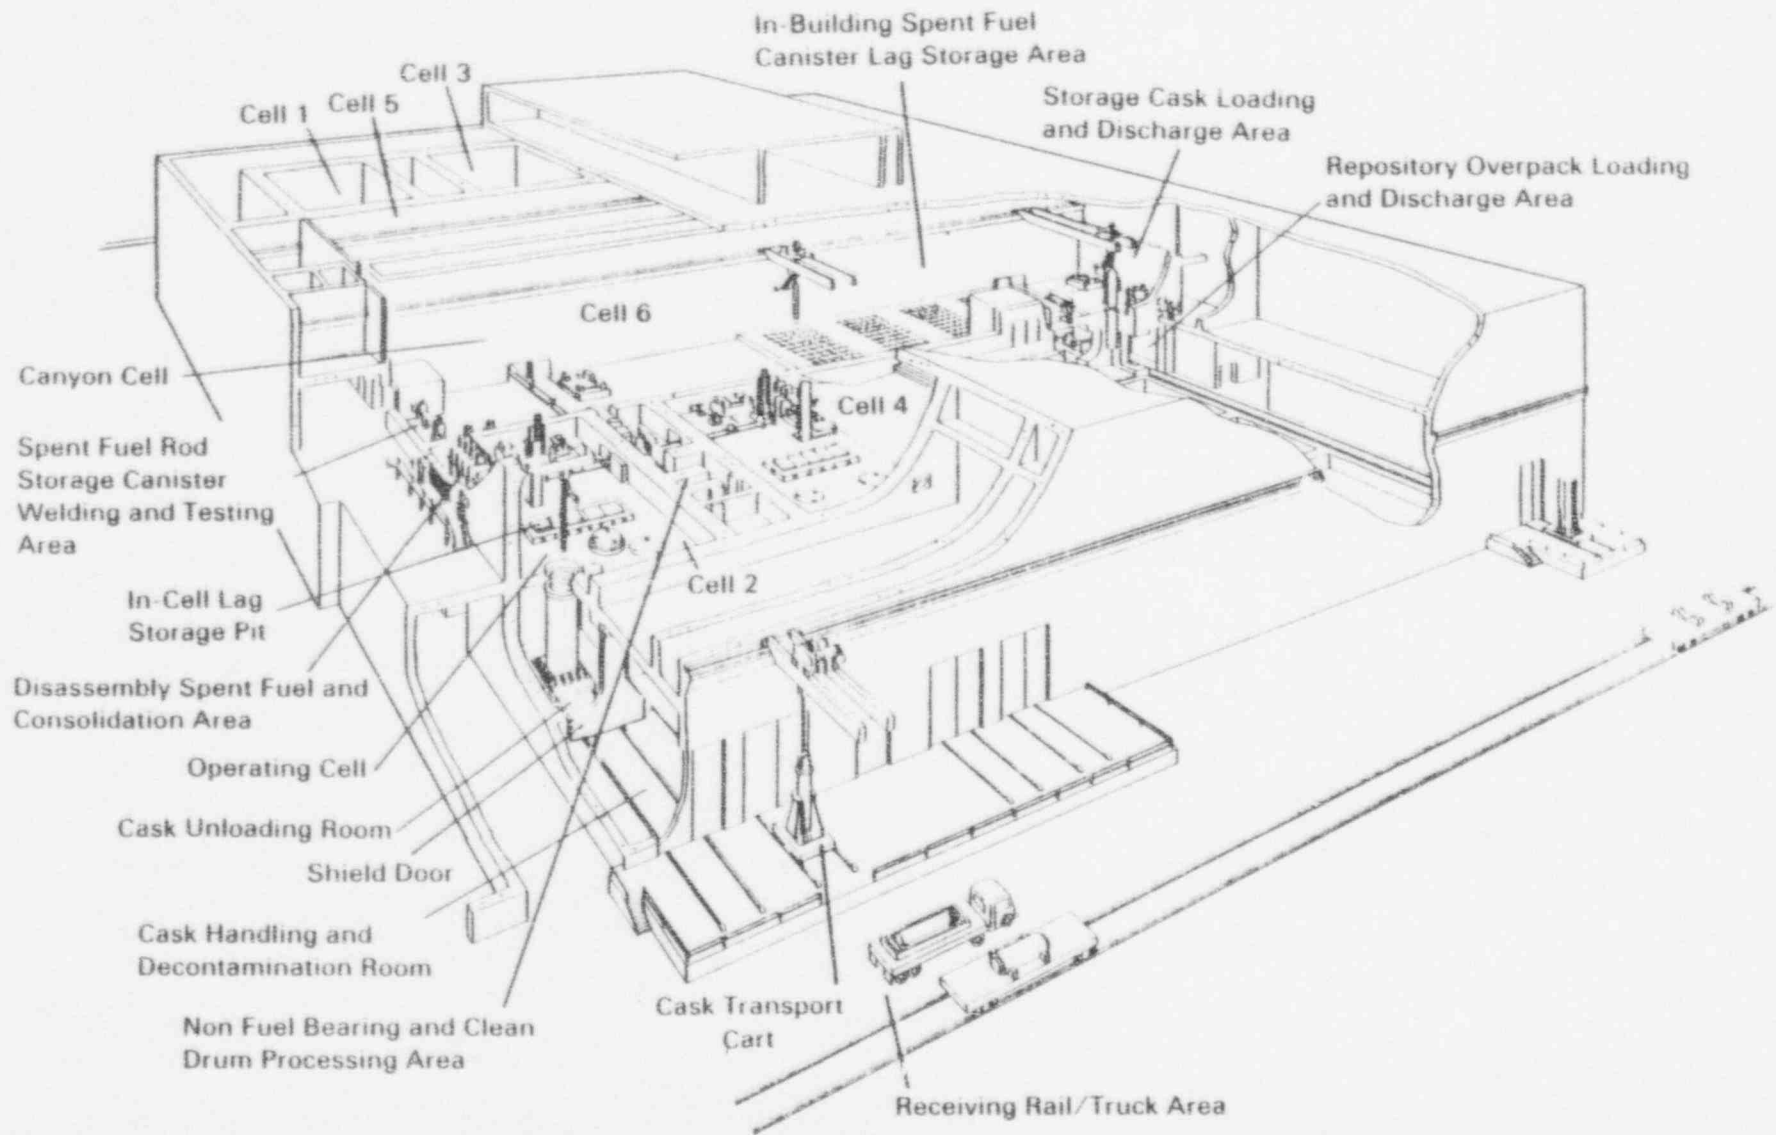 In-Building Spent Fuel
Canister Lag Storage Area
Cell 3
Cell 5
Cell 1
Storage Cask Loading
and Discharge Area
Repository Overpack Loading
and Discharge Area
Cell 6
Canyon Cell
Cell 4
Spent Fuel Rod
Storage Canister
Welding and Testing
Area
Cell 2
In-Cell Lag
Storage Pit
Disassembly Spent Fuel and
Consolidation Area
Operating Cell
Cask Unloading Room
Shield Door
Cask Handling and
Decontamination Room
Non Fuel Bearing and Clean
Drum Processing Area
Cask Transport
Cart
Receiving Rail/Truck Area